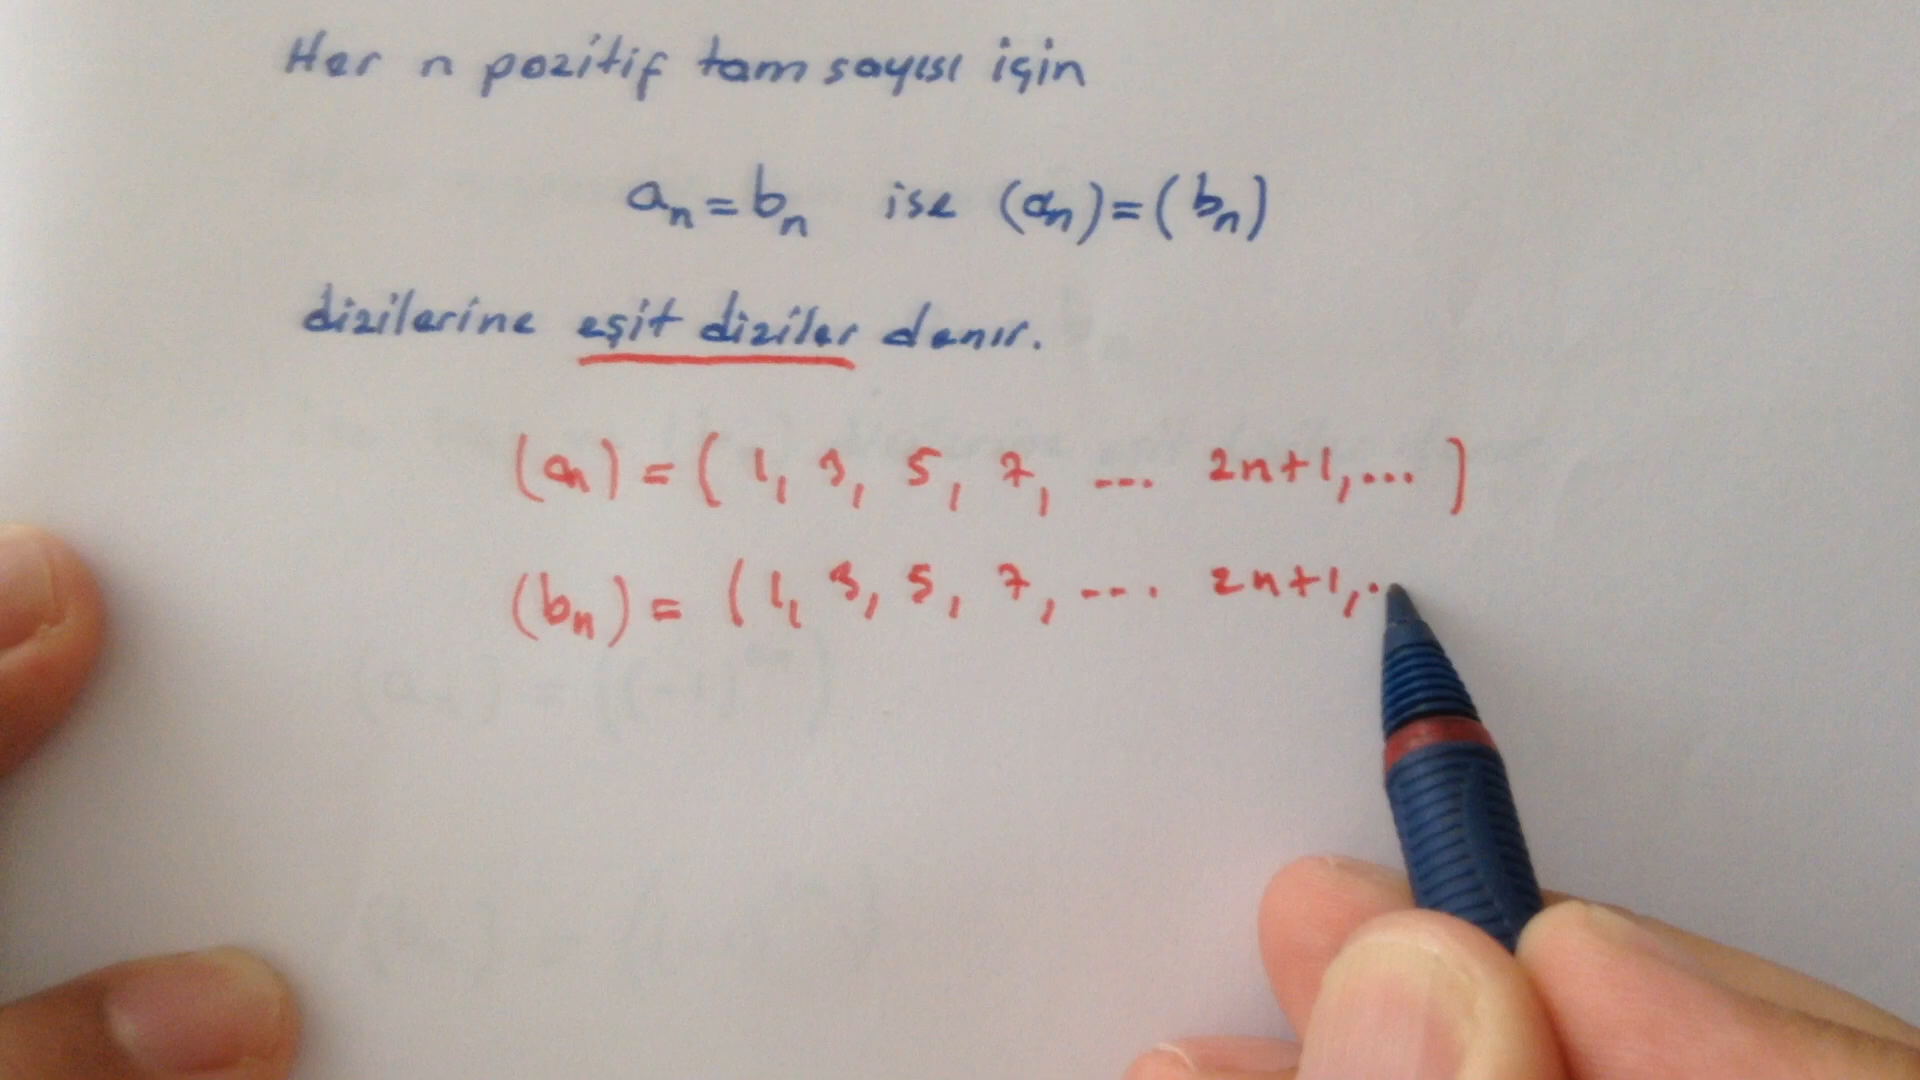 Her n pozitif tam sayısı için
aₙ = bₙ ise (aₙ) = (bₙ)
dizilerine eşit diziler denir.
(aₙ) = ( 1, 3, 5, 7, .... 2n+1, ... )
(bₙ) = ( 1, 3, 5, 7, .... 2n+1, ..